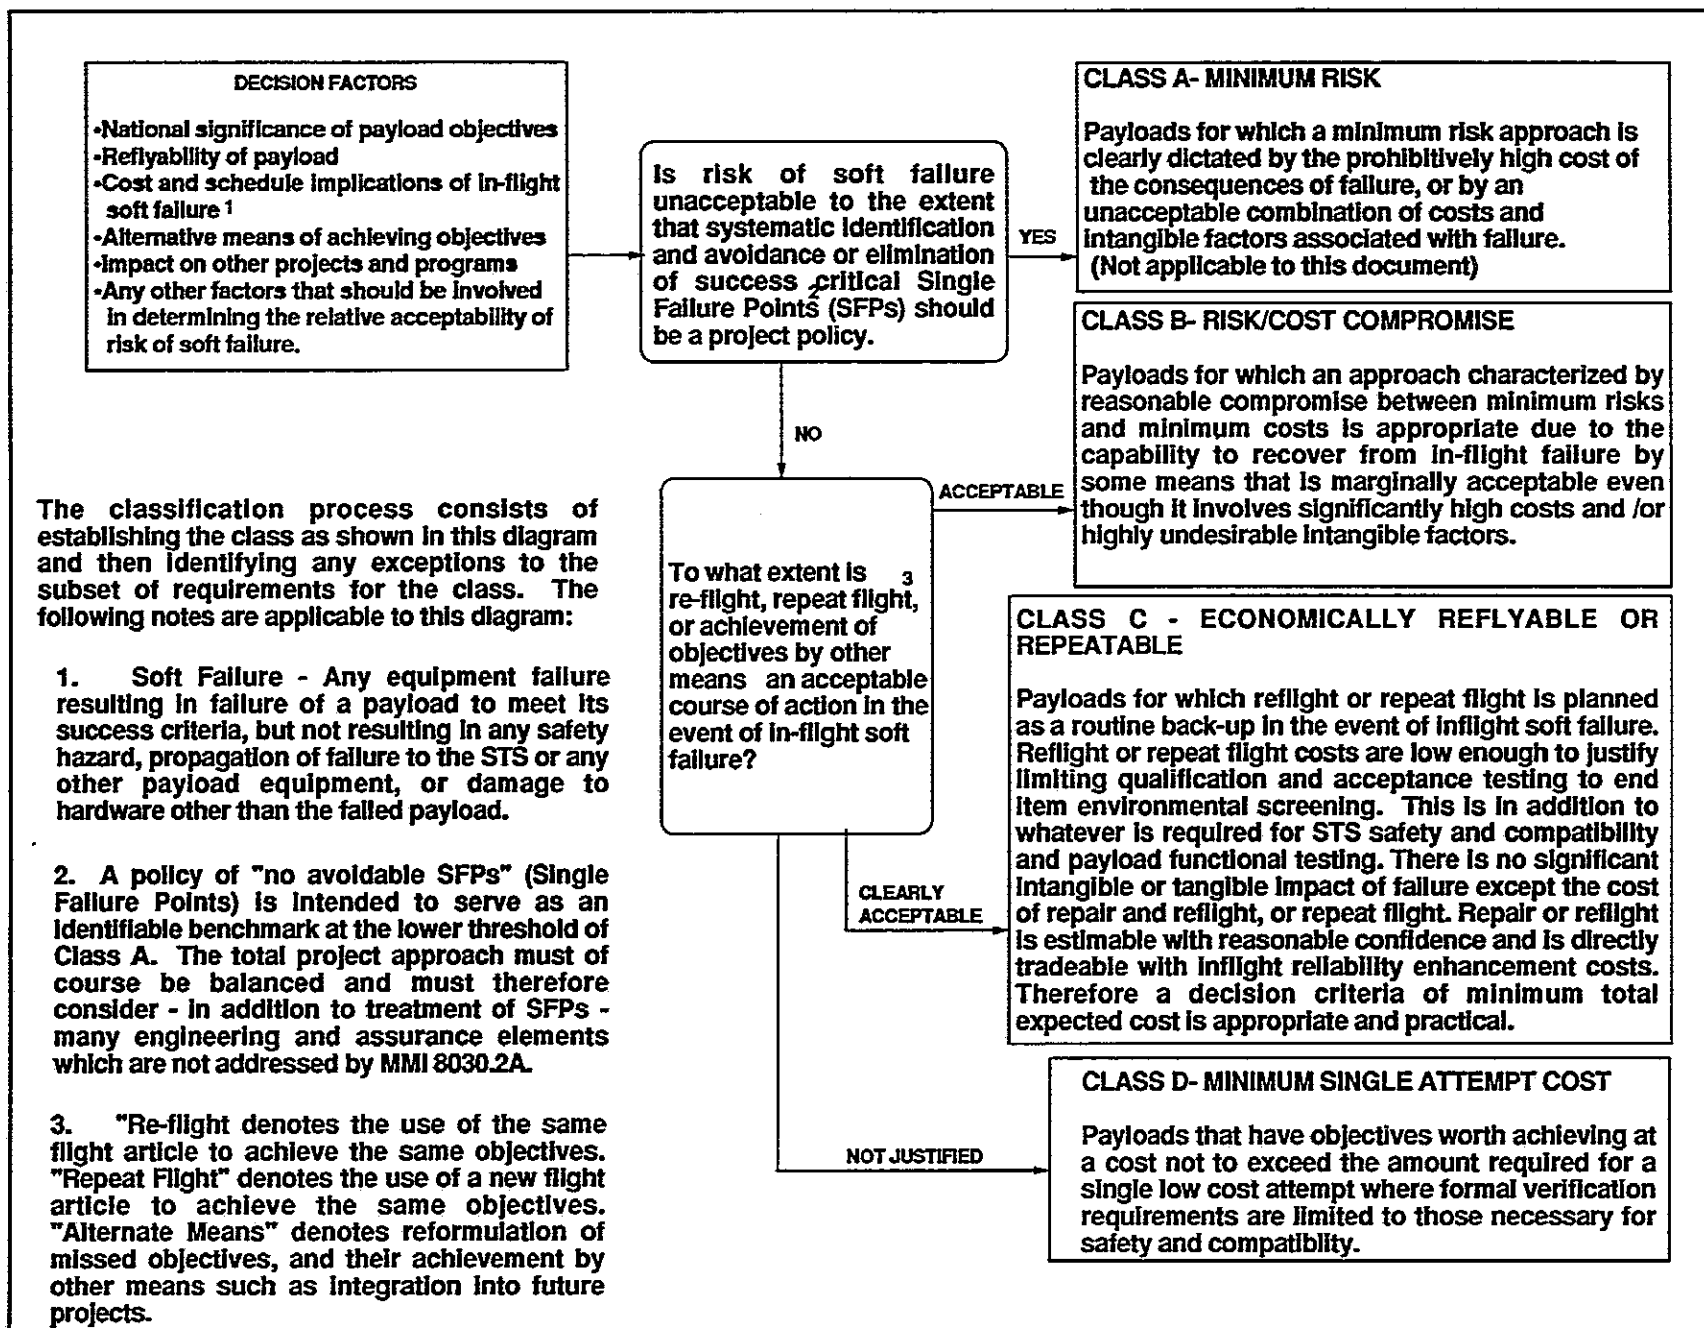 DECISION FACTORS
•National significance of payload objectives
•Reflyability of payload
•Cost and schedule implications of in-flight
soft failure 1
•Alternative means of achieving objectives
•Impact on other projects and programs
•Any other factors that should be involved
in determining the relative acceptability of
risk of soft failure.
Is risk of soft failure
unacceptable to the extent
that systematic identification
and avoidance or elimination
of success critical Single
Failure Points 2 (SFPs) should
be a project policy.
YES
NO
CLASS A- MINIMUM RISK
Payloads for which a minimum risk approach is
clearly dictated by the prohibitively high cost of
the consequences of failure, or by an
unacceptable combination of costs and
intangible factors associated with failure.
(Not applicable to this document)
CLASS B- RISK/COST COMPROMISE
Payloads for which an approach characterized by
reasonable compromise between minimum risks
and minimum costs is appropriate due to the
capability to recover from in-flight failure by
some means that is marginally acceptable even
though it involves significantly high costs and /or
highly undesirable intangible factors.
ACCEPTABLE
To what extent is
re-flight, repeat flight, 3
or achievement of
objectives by other
means an acceptable
course of action in the
event of in-flight soft
failure?
CLEARLY
ACCEPTABLE
NOT JUSTIFIED
CLASS C - ECONOMICALLY REFLYABLE OR
REPEATABLE
Payloads for which reflight or repeat flight is planned
as a routine back-up in the event of inflight soft failure.
Reflight or repeat flight costs are low enough to justify
limiting qualification and acceptance testing to end
item environmental screening. This is in addition to
whatever is required for STS safety and compatibility
and payload functional testing. There is no significant
intangible or tangible impact of failure except the cost
of repair and reflight, or repeat flight. Repair or reflight
is estimable with reasonable confidence and is directly
tradeable with inflight reliability enhancement costs.
Therefore a decision criteria of minimum total
expected cost is appropriate and practical.
CLASS D- MINIMUM SINGLE ATTEMPT COST
Payloads that have objectives worth achieving at
a cost not to exceed the amount required for a
single low cost attempt where formal verification
requirements are limited to those necessary for
safety and compatiblity.
The classification process consists of
establishing the class as shown in this diagram
and then identifying any exceptions to the
subset of requirements for the class. The
following notes are applicable to this diagram:
1. Soft Failure - Any equipment failure
resulting in failure of a payload to meet its
success criteria, but not resulting in any safety
hazard, propagation of failure to the STS or any
other payload equipment, or damage to
hardware other than the failed payload.
2. A policy of "no avoidable SFPs" (Single
Failure Points) is intended to serve as an
identifiable benchmark at the lower threshold of
Class A. The total project approach must of
course be balanced and must therefore
consider - in addition to treatment of SFPs -
many engineering and assurance elements
which are not addressed by MMI 8030.2A.
3. "Re-flight denotes the use of the same
flight article to achieve the same objectives.
"Repeat Flight" denotes the use of a new flight
article to achieve the same objectives.
"Alternate Means" denotes reformulation of
missed objectives, and their achievement by
other means such as integration into future
projects.